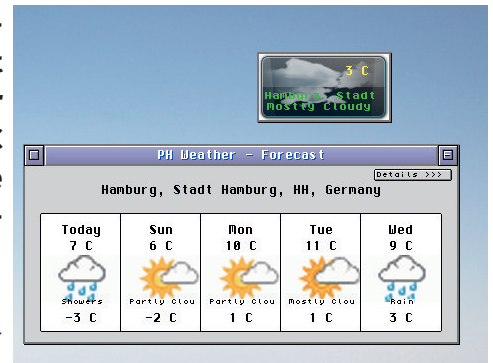 3 C
Hamburg, Stadt
Mostly Cloudy
PH Weather - Forecast
Details >>>
Hamburg, Stadt Hamburg, HH, Germany
Today Sun Mon Tue Wed
7 C 6 C 10 C 11 C 9 C
Showers Partly Clou Partly Clou Mostly Clou Rain
-3 C -2 C 1 C 1 C 3 C